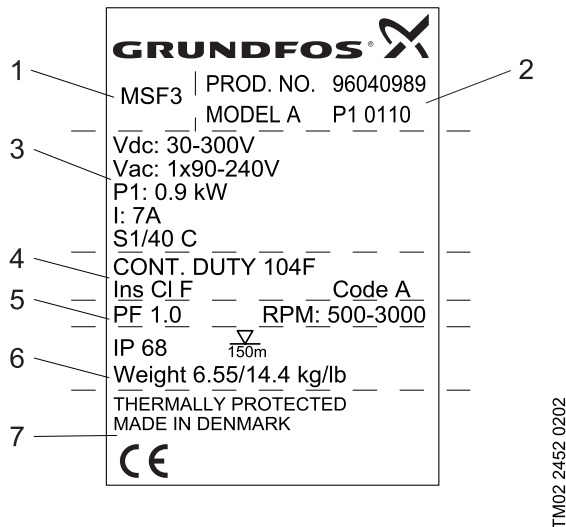 GRUNDFOS®
1
MSF3
PROD. NO. 96040989
2
MODEL A P1 0110
3
Vdc: 30-300V
Vac: 1x90-240V
P1: 0.9 kW
I: 7A
S1/40 C
4
CONT. DUTY 104F
Ins Cl F Code A
5
PF 1.0 RPM: 500-3000
6
IP 68 150m
Weight 6.55/14.4 kg/lb
7
THERMALLY PROTECTED
MADE IN DENMARK
CE
TM02 2452 0202